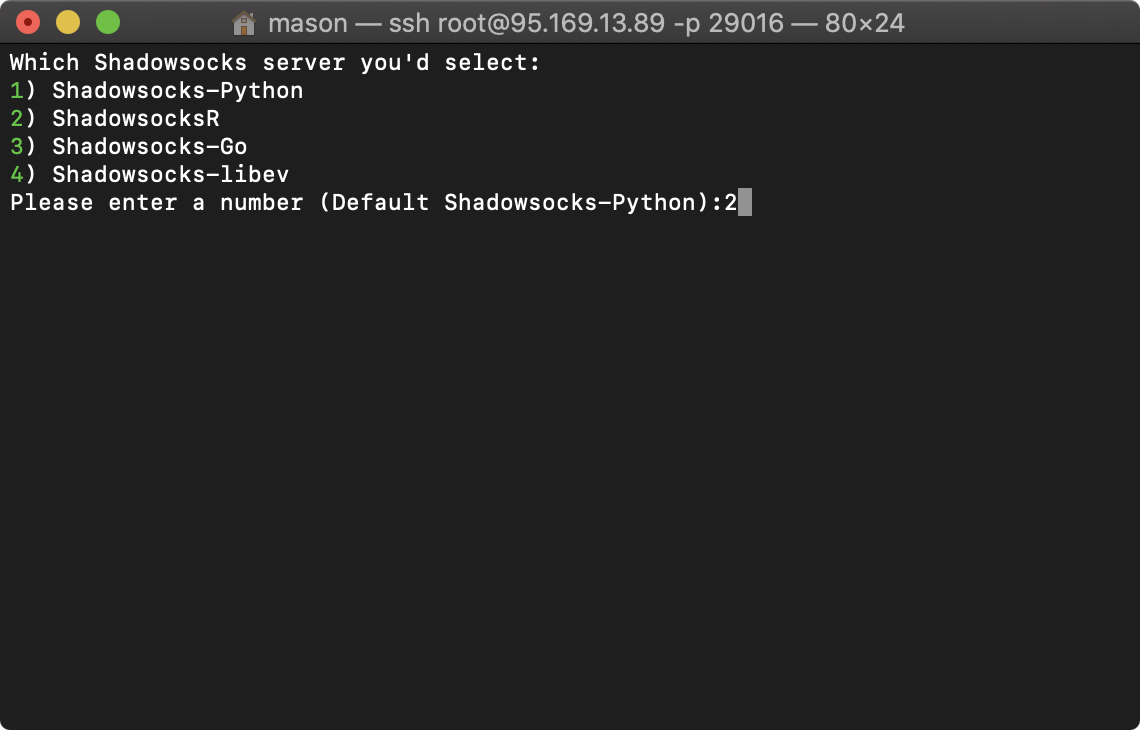 mason — ssh root@95.169.13.89 -p 29016 — 80×24
Which Shadowsocks server you'd select:
1) Shadowsocks-Python
2) ShadowsocksR
3) Shadowsocks-Go
4) Shadowsocks-libev
Please enter a number (Default Shadowsocks-Python):2